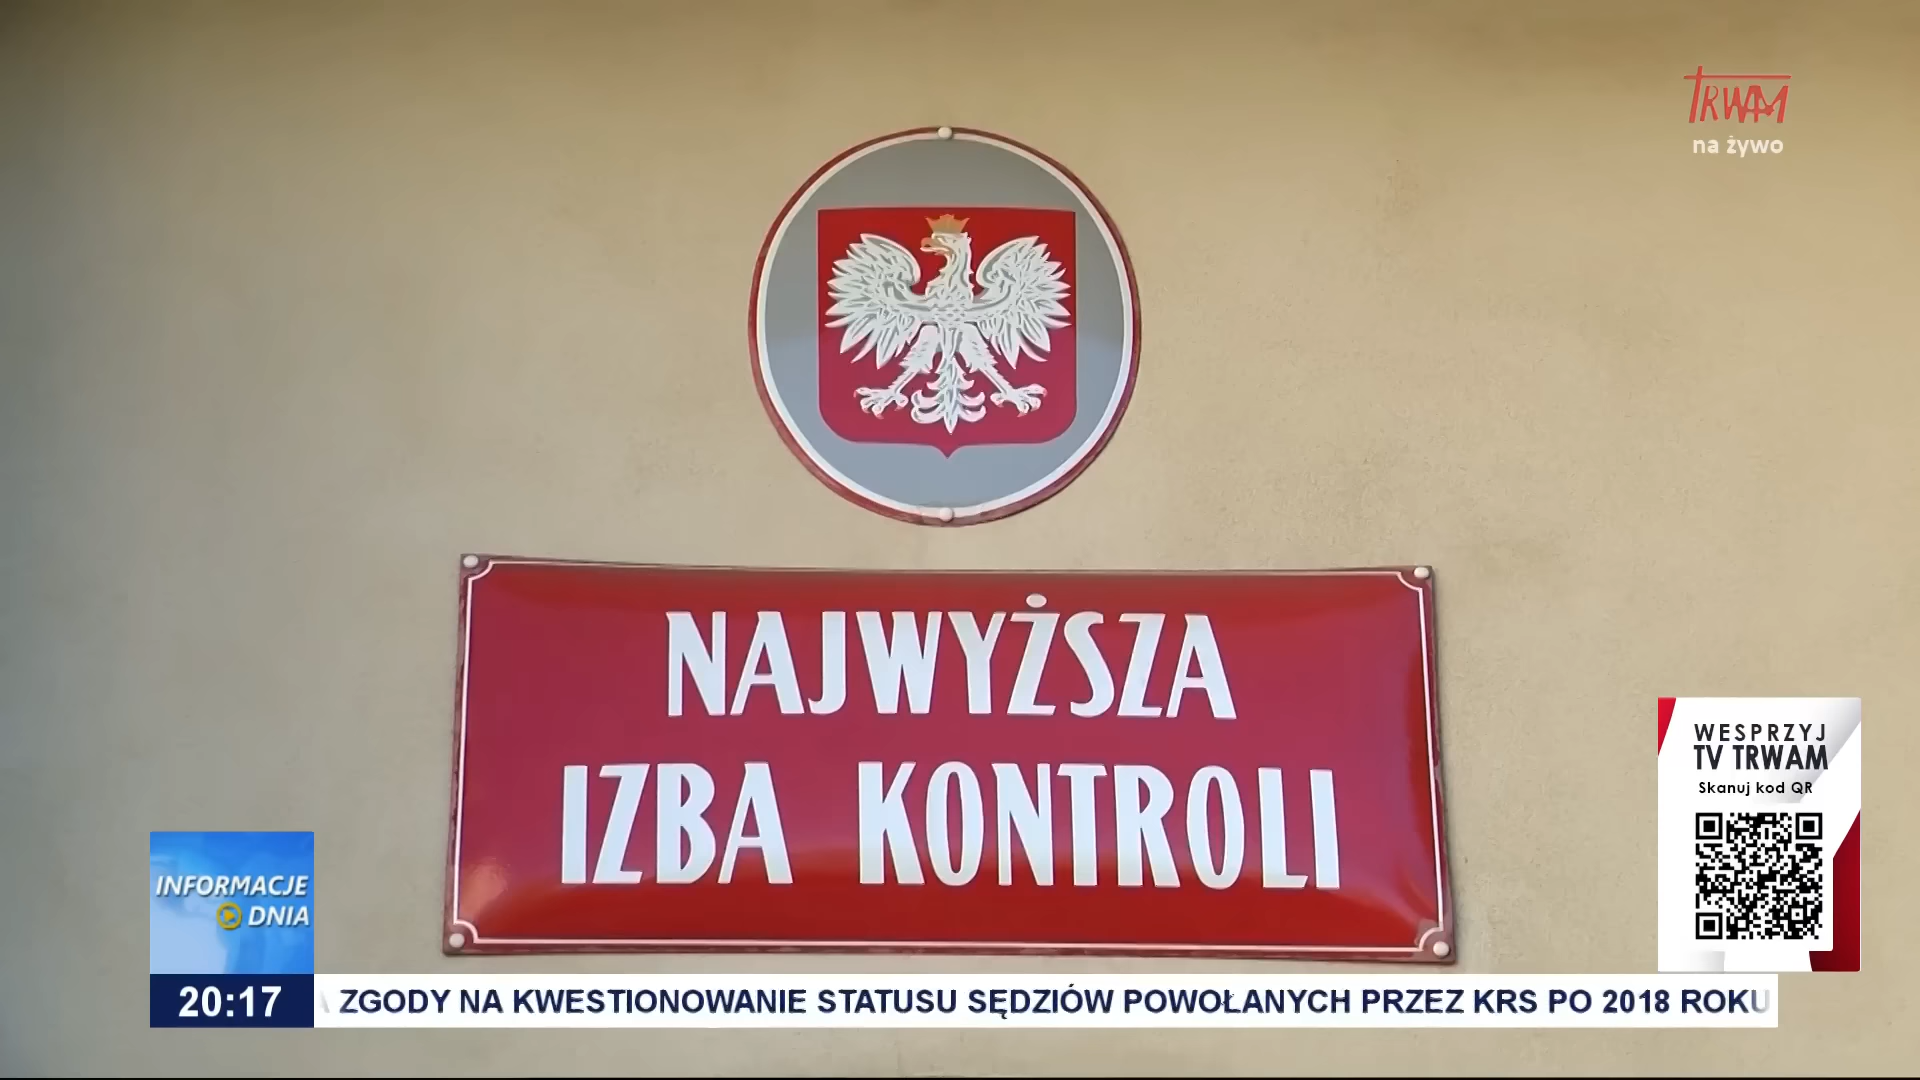 TRWAM
na żywo
NAJWYŻSZA
IZBA KONTROLI
WESPRZYJ
TV TRWAM
Skanuj kod QR
INFORMACJE
DNIA
20:17
ZGODY NA KWESTIONOWANIE STATUSU SĘDZIÓW POWOŁANYCH PRZEZ KRS PO 2018 ROKU